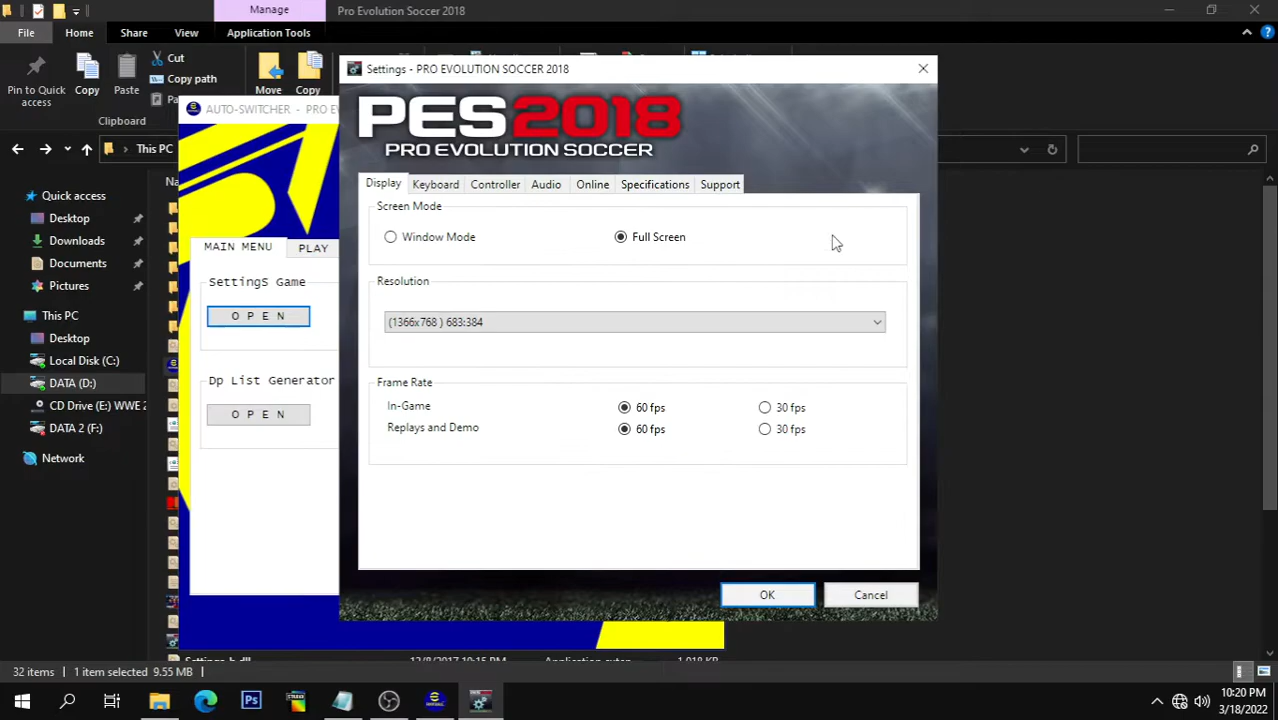 Manage
Pro Evolution Soccer 2018
File
Home
Share
View
Application Tools
Pin to Quick access
Copy
Paste
Cut
Copy path
Move
Copy
Clipboard
This PC
Quick access
Desktop
Downloads
Documents
Pictures
This PC
Desktop
Local Disk (C:)
DATA (D:)
CD Drive (E:) WWE 2
DATA 2 (F:)
Network
AUTO-SWITCHER - PRO E
MAIN MENU
PLAY
SettingS Game
O P E N
Dp List Generator
O P E N
Settings - PRO EVOLUTION SOCCER 2018
PES2018
PRO EVOLUTION SOCCER
Display
Keyboard
Controller
Audio
Online
Specifications
Support
Screen Mode
Window Mode
Full Screen
Resolution
(1366x768 ) 683:384
Frame Rate
In-Game
60 fps
30 fps
Replays and Demo
60 fps
30 fps
OK
Cancel
32 items
1 item selected 9.55 MB
10:20 PM
3/18/2022